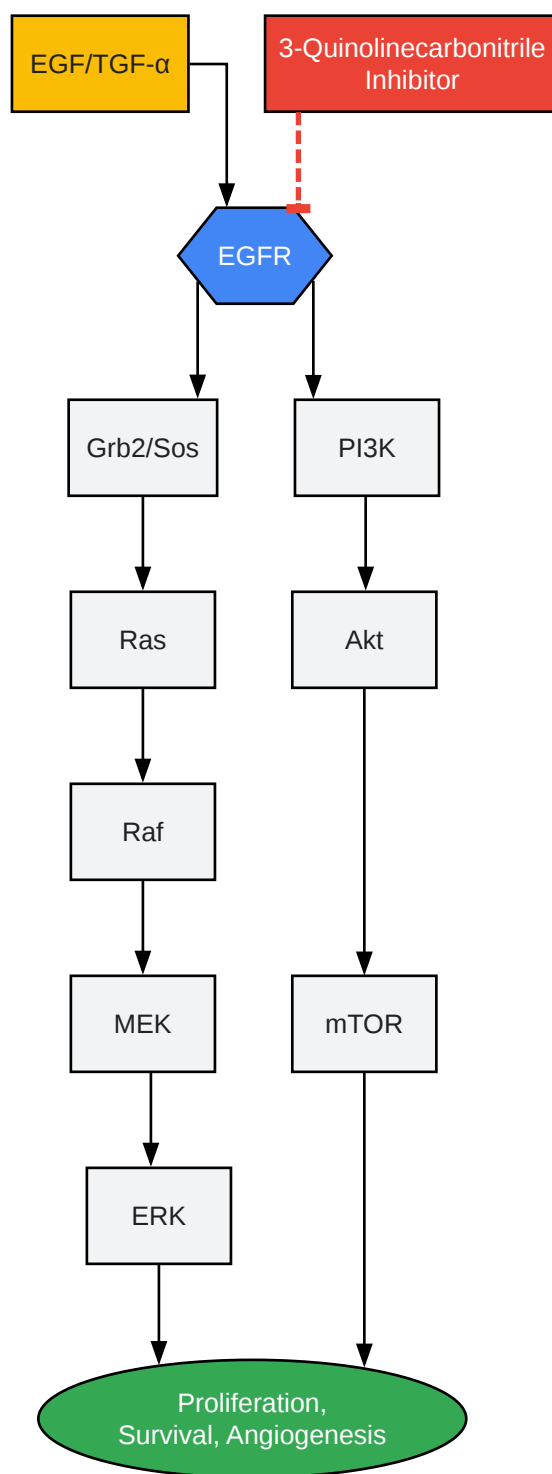 EGF/TGF-α
3-Quinolinecarbonitrile
Inhibitor
EGFR
Grb2/Sos
PI3K
Ras
Akt
Raf
MEK
mTOR
ERK
Proliferation,
Survival, Angiogenesis